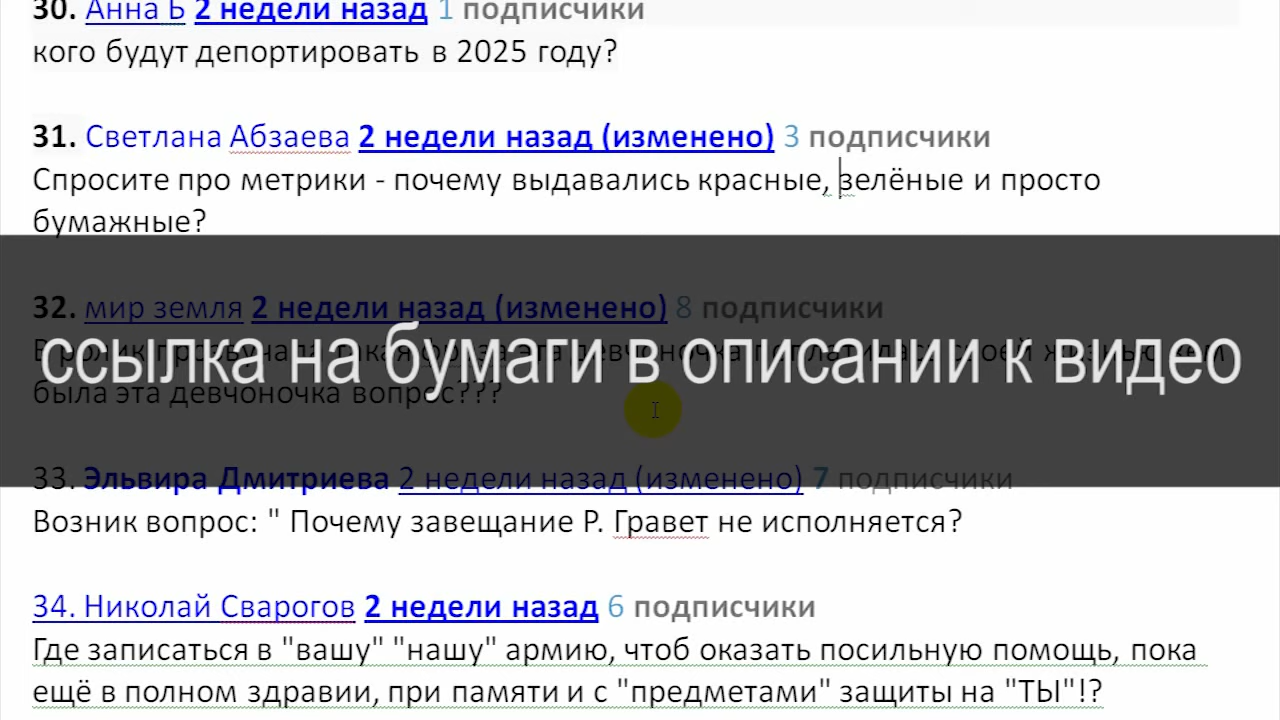 30. Анна Б 2 недели назад 1 подписчики
кого будут депортировать в 2025 году?
31. Светлана Абзаева 2 недели назад (изменено) 3 подписчики
Спросите про метрики - почему выдавались красные, зелёные и просто
бумажные?
32. мир земля 2 недели назад (изменено) 8 подписчики
ссылка на бумаги в описании к видео
была эта девчоночка вопрос???
33. Эльвира Дмитриева 2 недели назад (изменено) 7 подписчики
Возник вопрос: " Почему завещание Р. Гравет не исполняется?
34. Николай Сварогов 2 недели назад 6 подписчики
Где записаться в "вашу" "нашу" армию, чтоб оказать посильную помощь, пока
ещё в полном здравии, при памяти и с "предметами" защиты на "ТЫ"!?